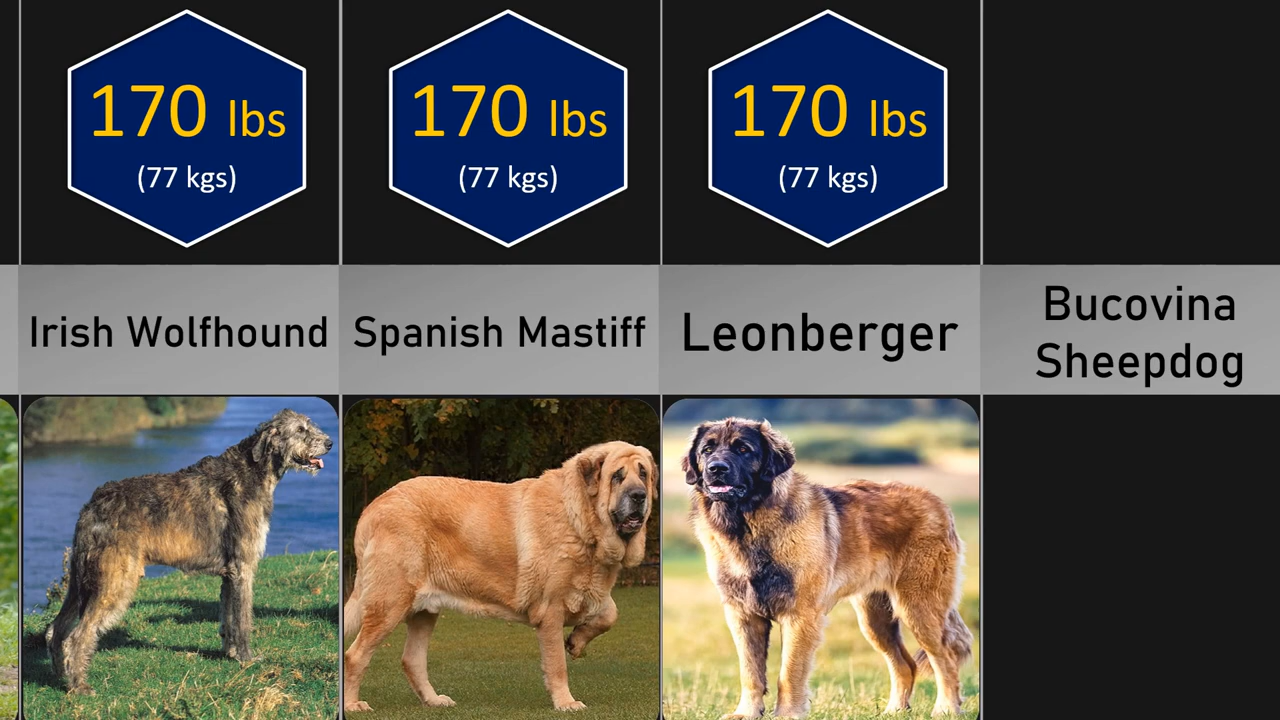 170 lbs
(77 kgs)
170 lbs
(77 kgs)
170 lbs
(77 kgs)
Irish Wolfhound
Spanish Mastiff
Leonberger
Bucovina
Sheepdog